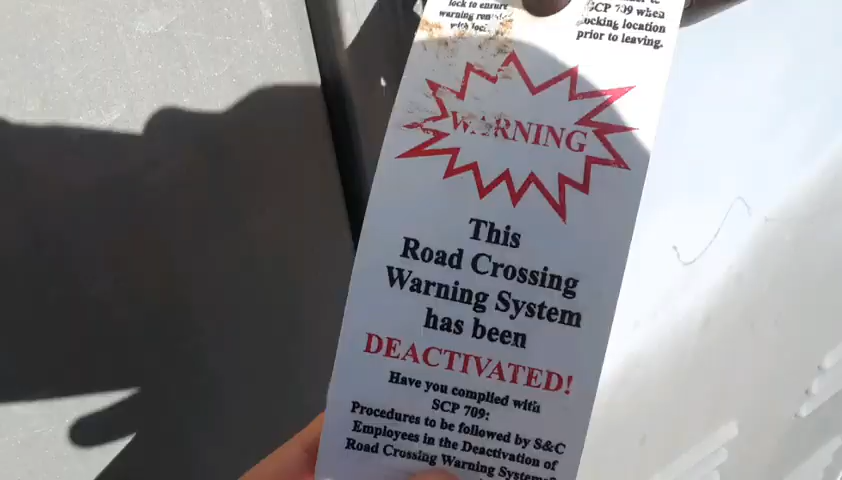 lock to ensure
warning
SCP 709 when
locking location
prior to leaving.
WARNING
This
Road Crossing
Warning System
has been
DEACTIVATED!
Have you complied with
SCP 709:
Procedures to be followed by S&C
Employees in the Deactivation of
Road Crossing Warning Systems?